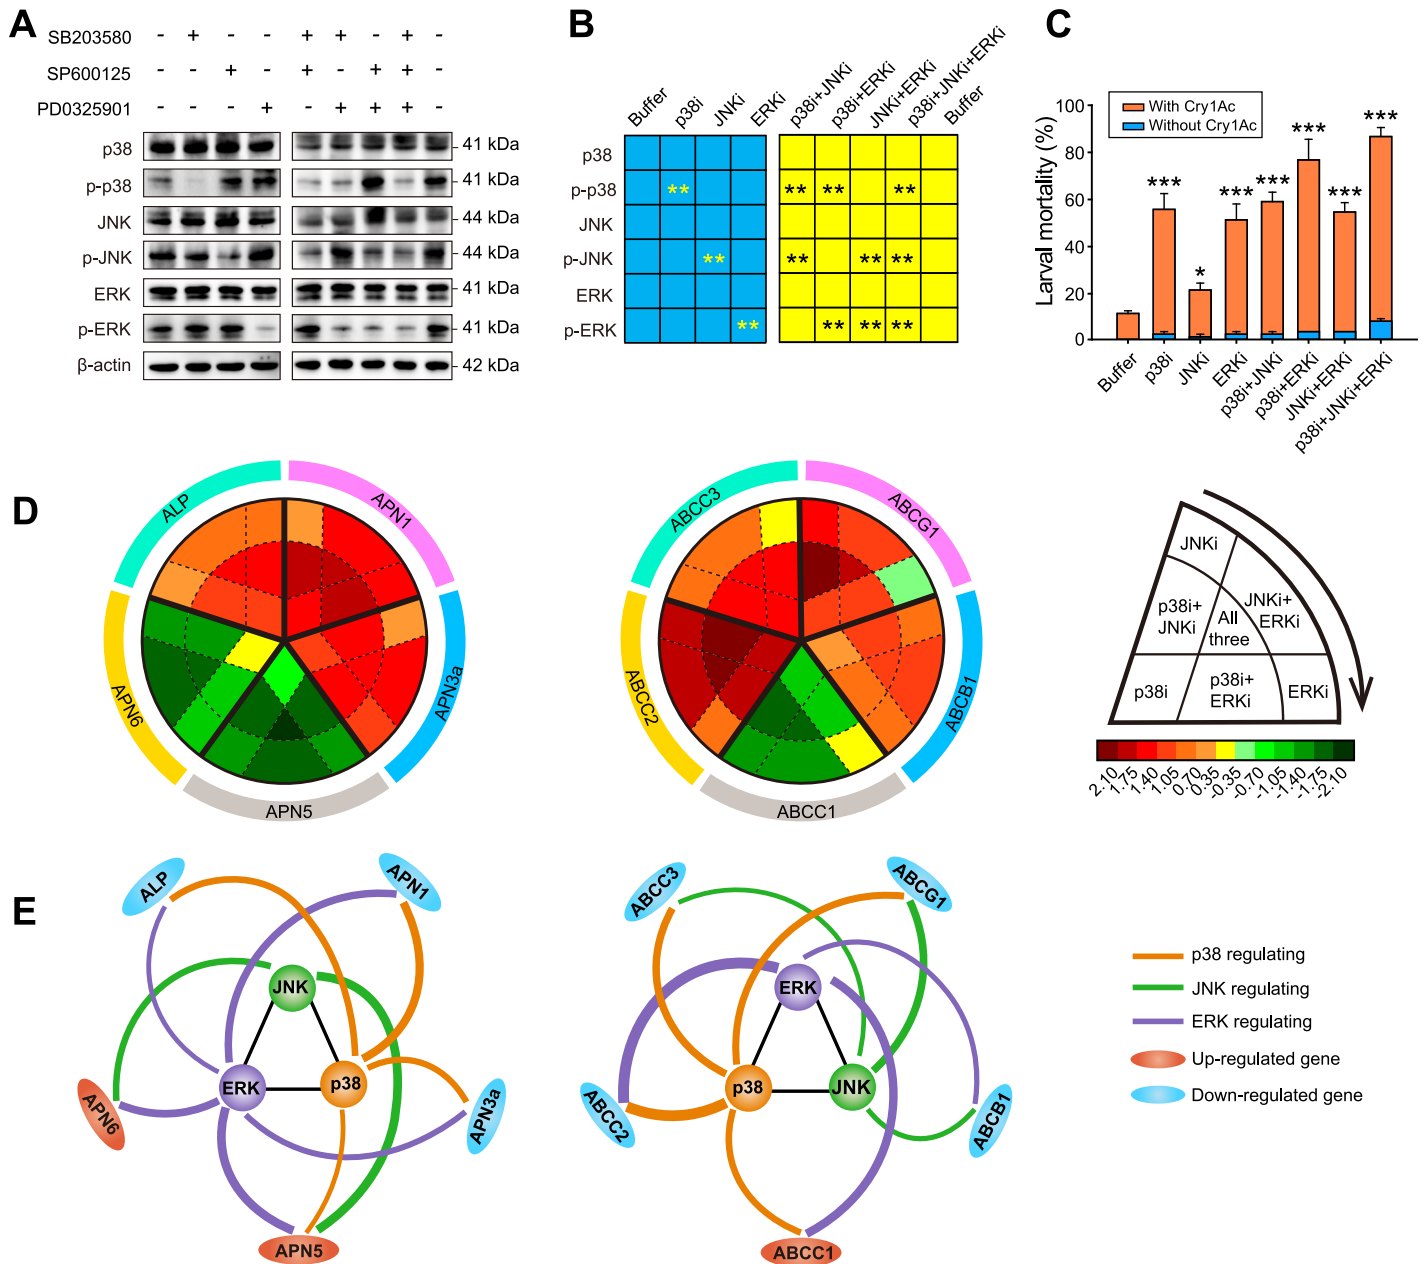 A
SB203580 - + - - + + - + -
SP600125 - - + - + - + + -
PD0325901 - - - + - + + + -
p38 41 kDa
p-p38 41 kDa
JNK 44 kDa
p-JNK 44 kDa
ERK 41 kDa
p-ERK 41 kDa
β-actin 42 kDa
B
Buffer p38i JNKi ERKi p38i+JNKi p38i+ERKi JNKi+ERKi p38i+JNKi+ERKi Buffer
p38
p-p38 ** ** ** **
JNK
p-JNK ** ** ** **
ERK
p-ERK ** ** ** **
C
Larval mortality (%)
100
80
60
40
20
0
With Cry1Ac
Without Cry1Ac
*** * *** *** *** *** ***
Buffer p38i JNKi ERKi p38i+JNKi p38i+ERKi JNKi+ERKi p38i+JNKi+ERKi
D
ALP
APN1
APN3a
APN5
APN6
ABCC3
ABCG1
ABCB1
ABCC1
ABCC2
JNKi
p38i+
JNKi
All
three
JNKi+
ERKi
p38i
p38i+
ERKi
ERKi
2.10 1.75 1.40 1.05 0.70 0.35 -0.35 -0.70 -1.05 -1.40 -1.75 -2.10
E
ALP
APN1
JNK
ERK
p38
APN6
APN3a
APN5
ABCC3
ABCG1
ERK
p38
JNK
ABCC2
ABCB1
ABCC1
p38 regulating
JNK regulating
ERK regulating
Up-regulated gene
Down-regulated gene